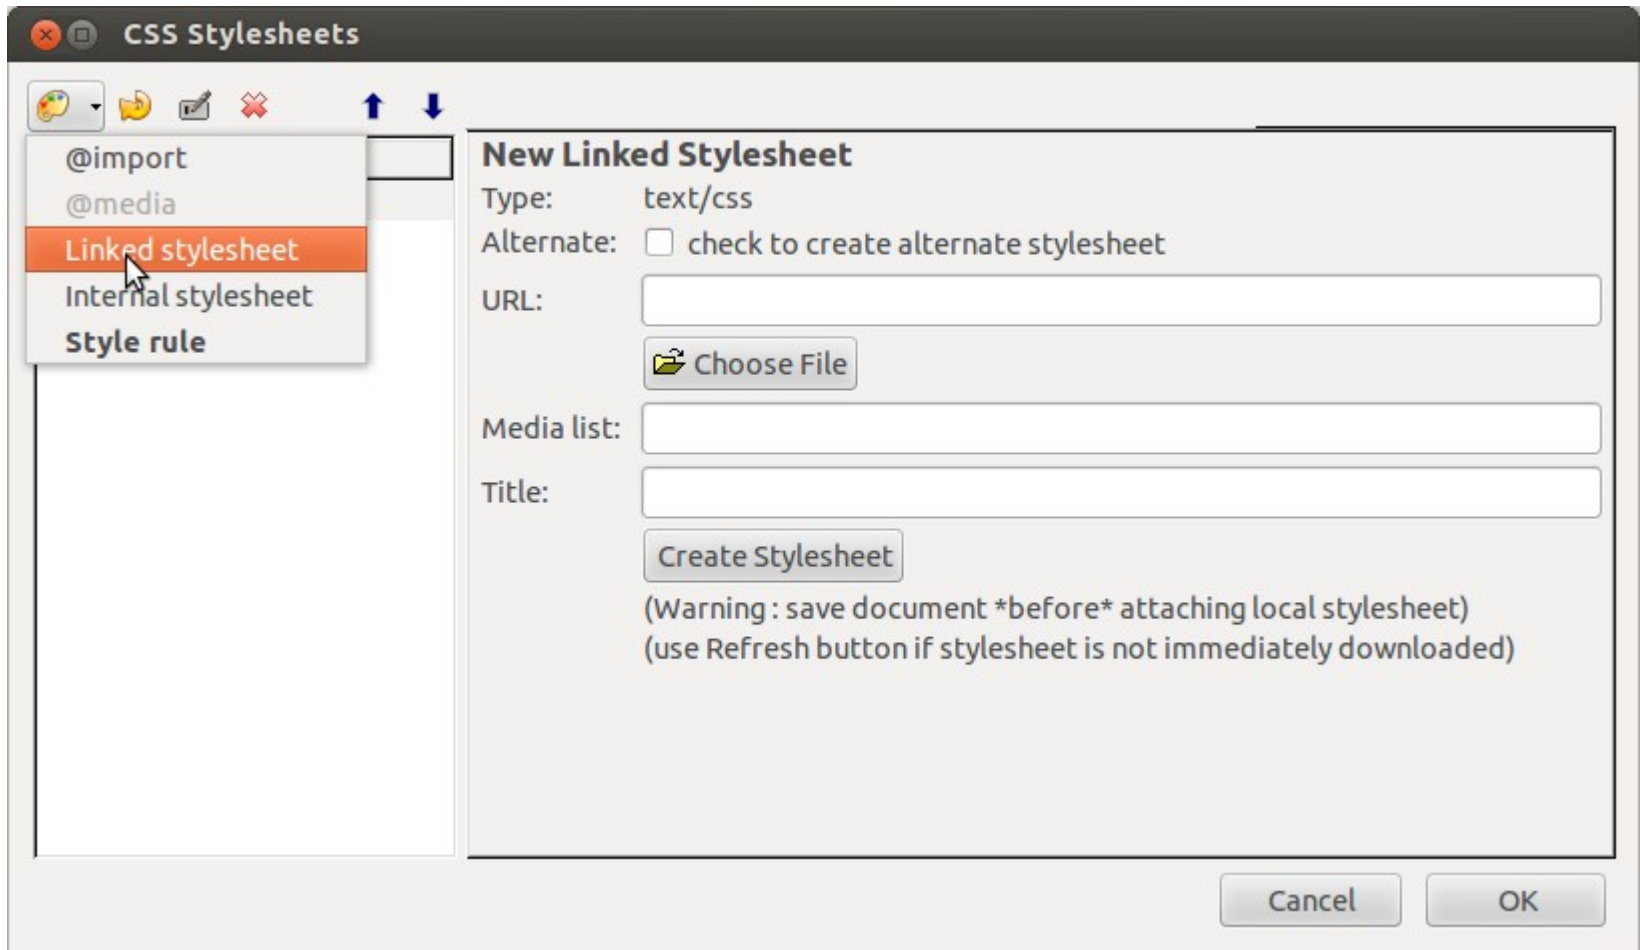 CSS Stylesheets
@import
@media
Linked stylesheet
Internal stylesheet
Style rule
New Linked Stylesheet
Type: text/css
Alternate: check to create alternate stylesheet
URL:
Choose File
Media list:
Title:
Create Stylesheet
(Warning : save document *before* attaching local stylesheet)
(use Refresh button if stylesheet is not immediately downloaded)
Cancel OK